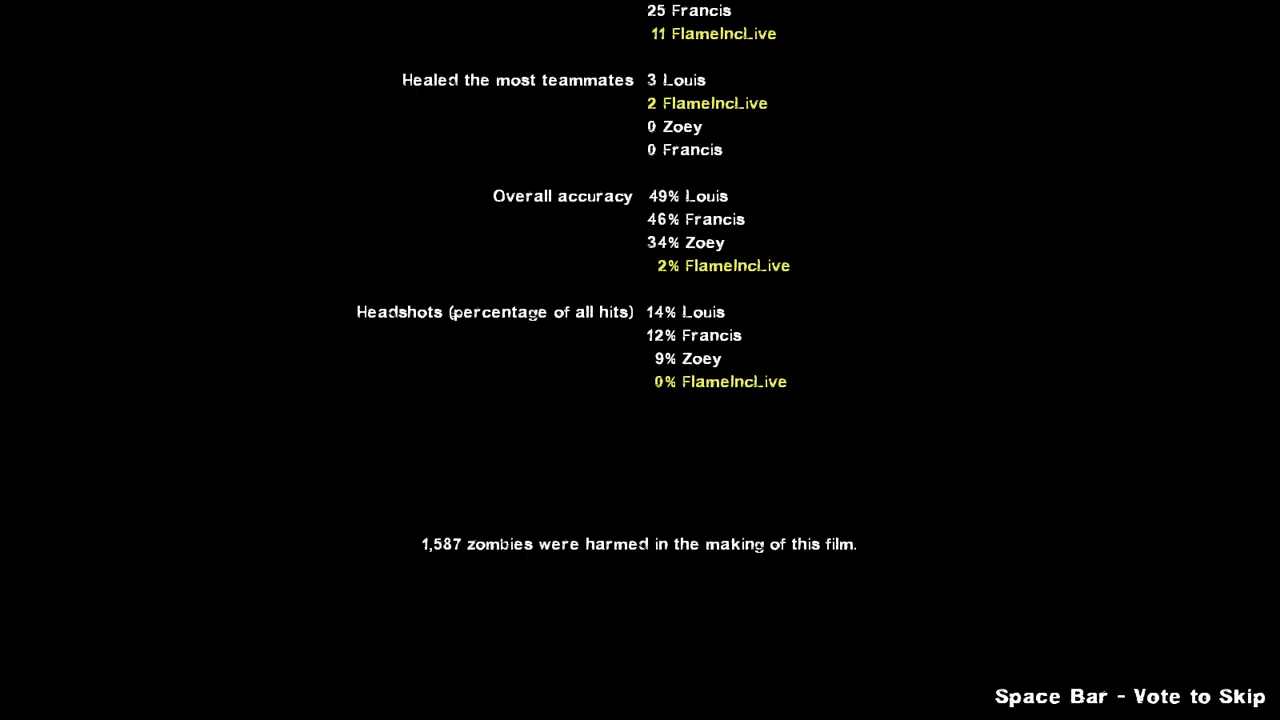 25 Francis
11 FlameIncLive
Healed the most teammates 3 Louis
2 FlameIncLive
0 Zoey
0 Francis
Overall accuracy 49% Louis
46% Francis
34% Zoey
2% FlameIncLive
Headshots (percentage of all hits) 14% Louis
12% Francis
9% Zoey
0% FlameIncLive
1,587 zombies were harmed in the making of this film.
Space Bar - Vote to Skip